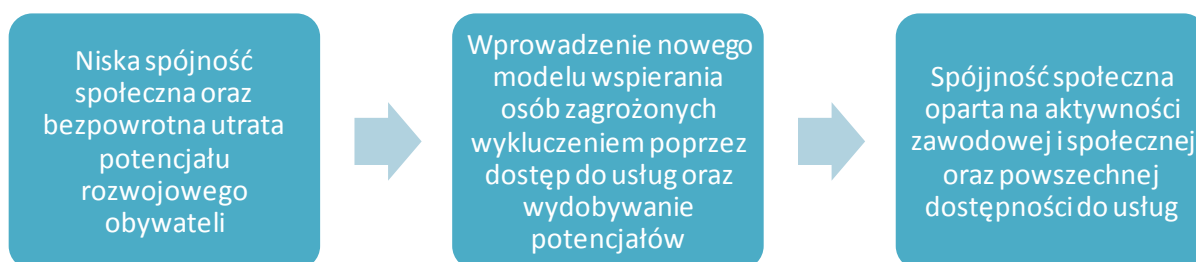 Niska spójność
społeczna oraz
bezpowrotna utrata
potencjału
rozwojowego
obywateli
Wprowadzenie nowego
modelu wspierania
osób zagrożonych
wykluczeniem poprzez
dostęp do usług oraz
wydobywanie
potencjałów
Spójjność społeczna
oparta na aktywności
zawodowej i społecznej
oraz powszechnej
dostępności do usług